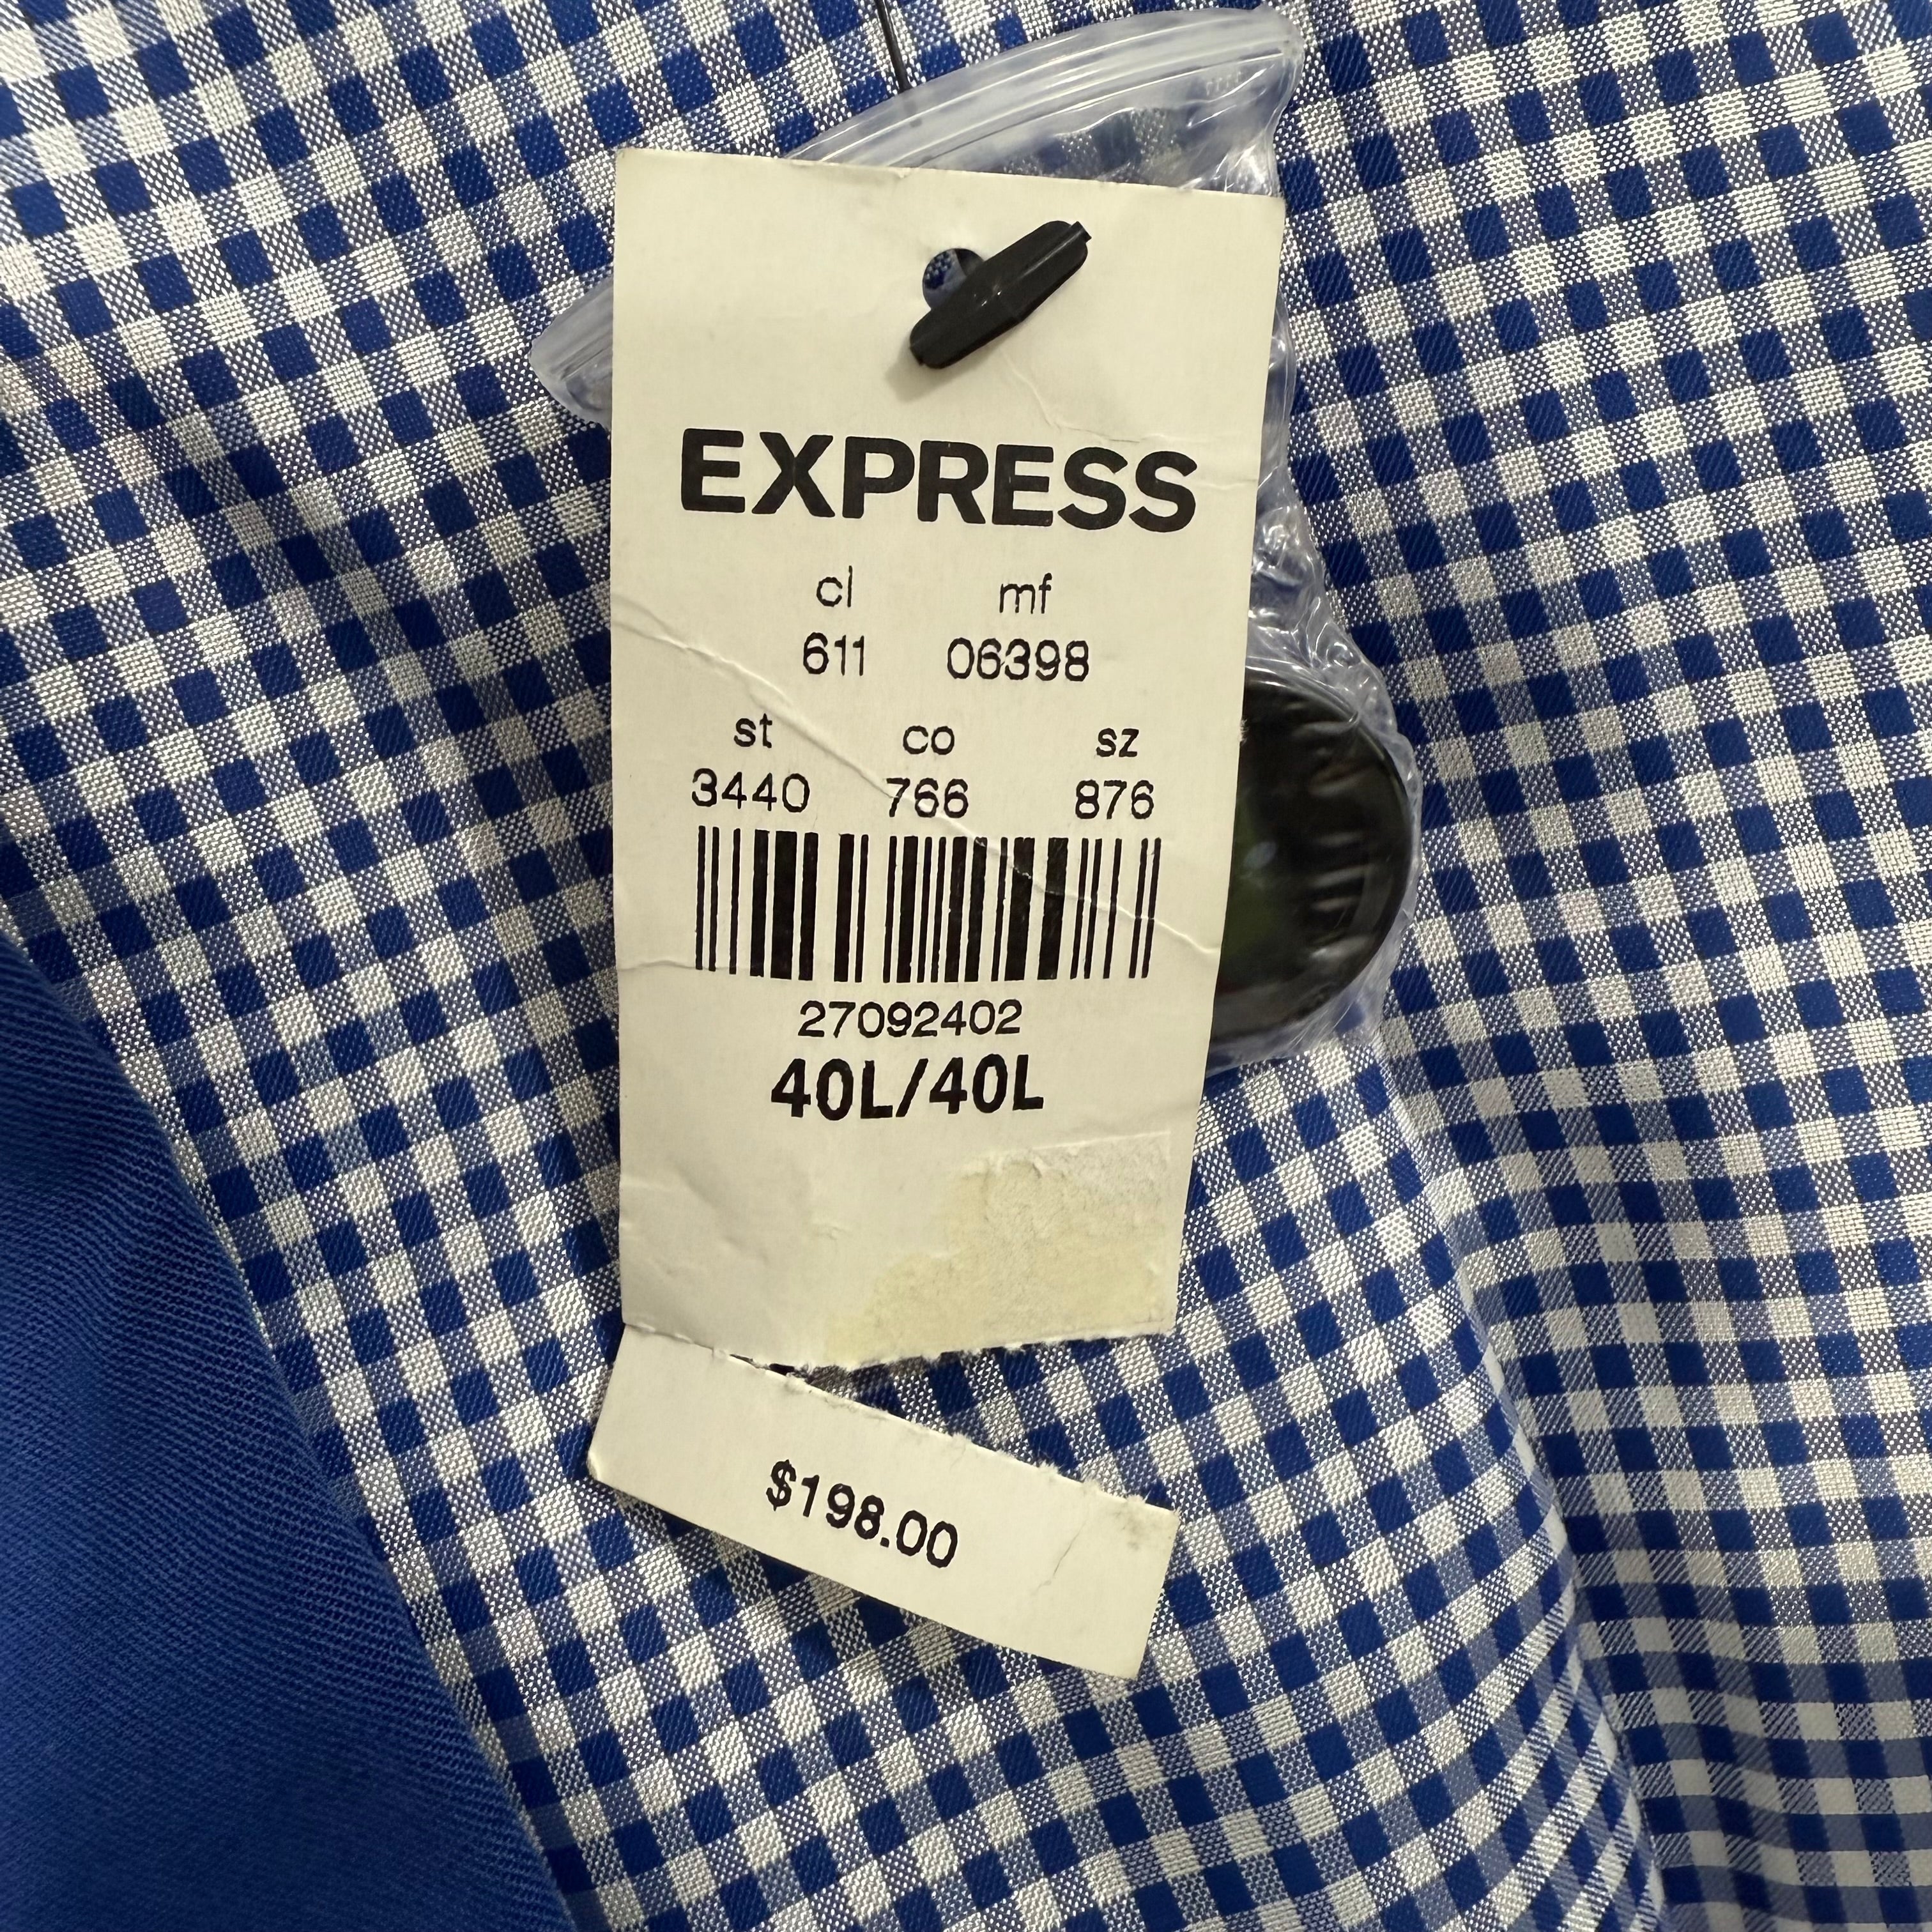 EXPRESS
cl mf
611 06398
st co sz
3440 766 876
27092402
40L/40L
$198.00